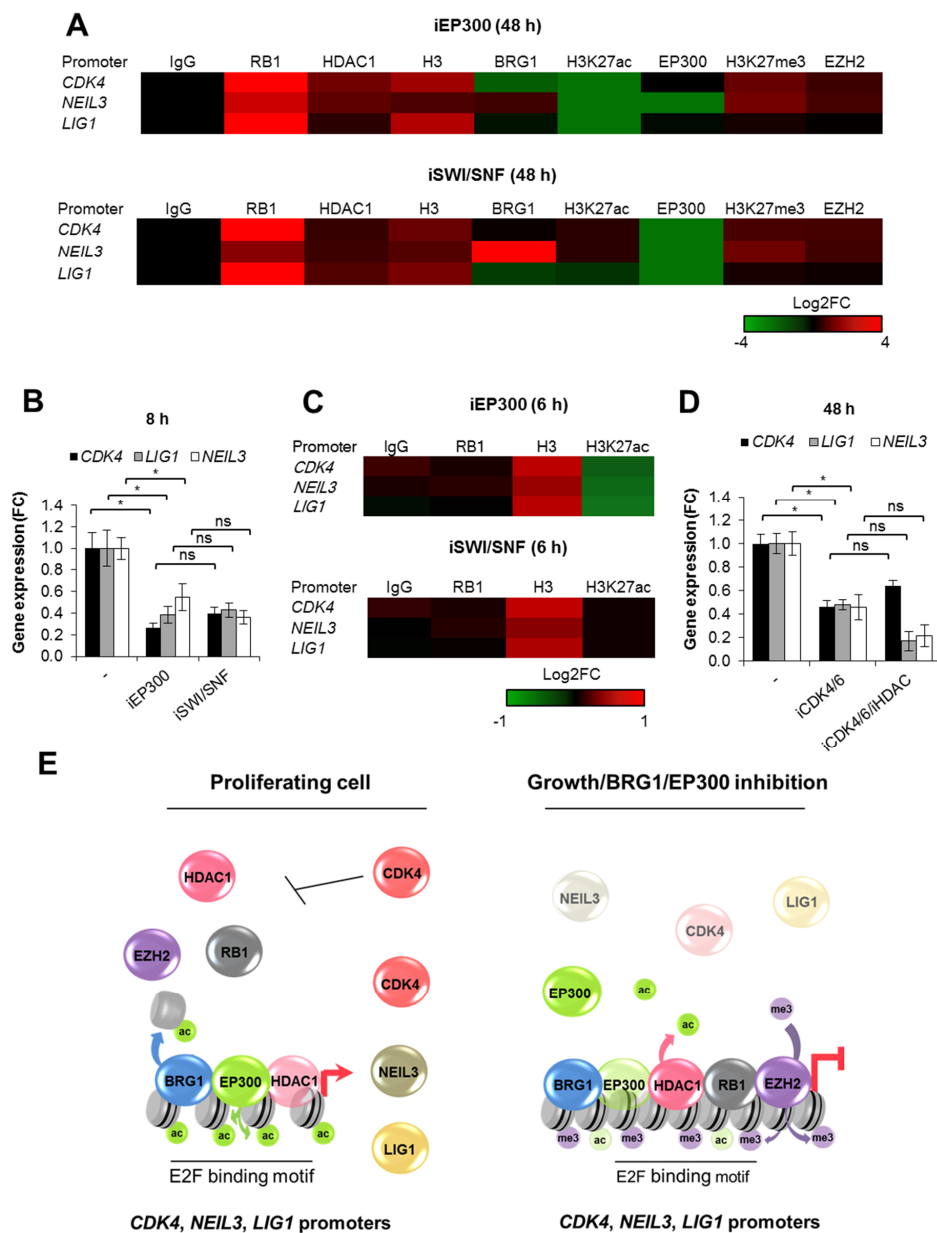 A
iEP300 (48 h)
Promoter IgG RB1 HDAC1 H3 BRG1 H3K27ac EP300 H3K27me3 EZH2
CDK4
NEIL3
LIG1
iSWI/SNF (48 h)
Promoter IgG RB1 HDAC1 H3 BRG1 H3K27ac EP300 H3K27me3 EZH2
CDK4
NEIL3
LIG1
Log2FC
-4 4
B
8 h
CDK4 LIG1 NEIL3
Gene expression (FC)
1.4
1.2
1.0
0.8
0.6
0.4
0.2
0.0
* * *
ns ns ns
- iEP300 iSWI/SNF
C
iEP300 (6 h)
Promoter IgG RB1 H3 H3K27ac
CDK4
NEIL3
LIG1
iSWI/SNF (6 h)
Promoter IgG RB1 H3 H3K27ac
CDK4
NEIL3
LIG1
Log2FC
-1 1
D
48 h
CDK4 LIG1 NEIL3
Gene expression (FC)
1.4
1.2
1.0
0.8
0.6
0.4
0.2
0.0
* * *
ns ns ns
- iCDK4/6 iCDK4/6/iHDAC
E
Proliferating cell
HDAC1 CDK4
EZH2 RB1
CDK4
ac
BRG1 EP300 HDAC1 NEIL3
ac ac ac ac
LIG1
E2F binding motif
CDK4, NEIL3, LIG1 promoters
Growth/BRG1/EP300 inhibition
NEIL3 CDK4 LIG1
EP300 ac
ac me3
BRG1 EP300 HDAC1 RB1 EZH2
me3 ac me3 me3 ac me3 me3
E2F binding motif
CDK4, NEIL3, LIG1 promoters